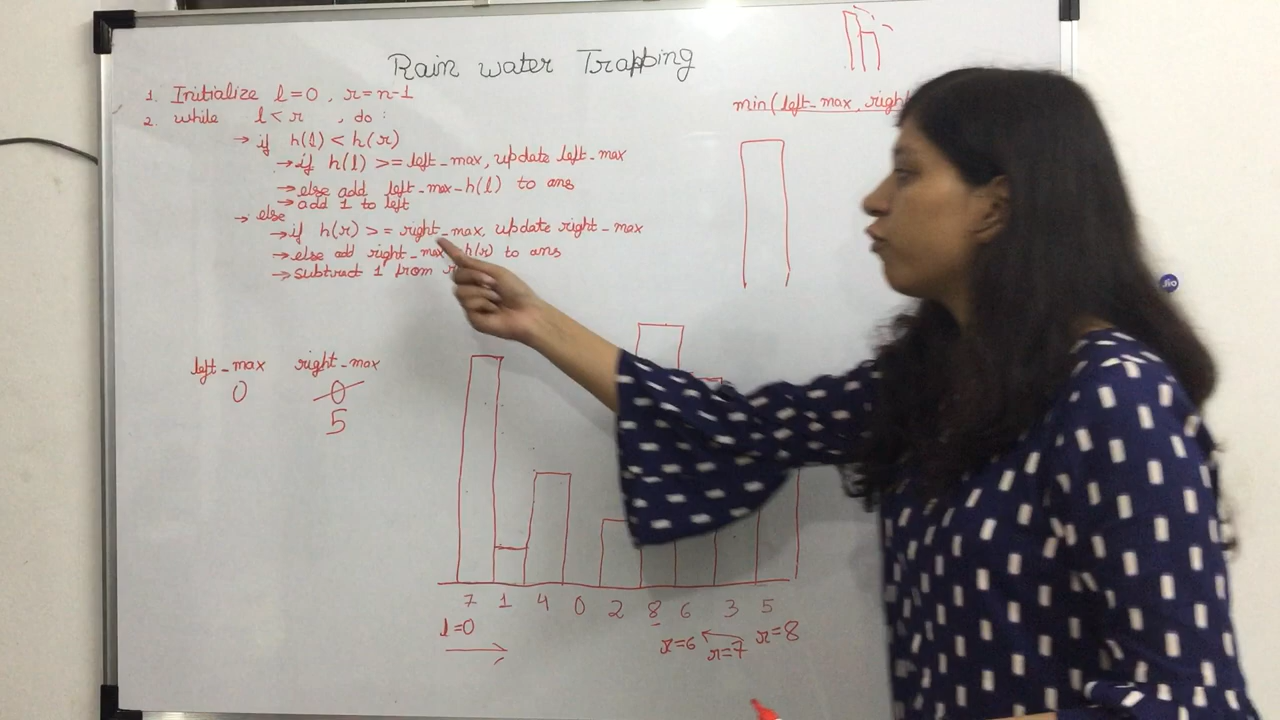 Rain water Trapping
1. Initialize l=0, r=n-1
2. while l<r , do:
→ if h(l) < h(r)
→ if h(l) >= left_max, update left_max
→ else add left_max-h(l) to ans
→ add 1 to left
→ else
→ if h(r) >= right_max, update right_max
→ else add right_max h(r) to ans
→ subtract 1 from
min(left_max, right
left_max right_max
0 0
5
7 1 4 0 2 8 6 3 5
l=0
r=6 r=7 r=8
Jio